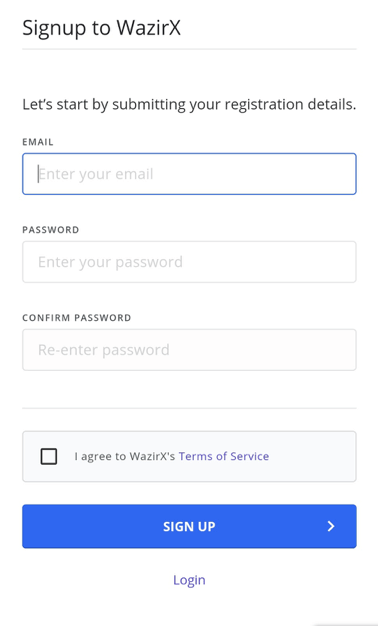 Signup to WazirX
Let's start by submitting your registration details.
EMAIL
Enter your email
PASSWORD
Enter your password
CONFIRM PASSWORD
Re-enter password
I agree to WazirX's Terms of Service
SIGN UP
Login